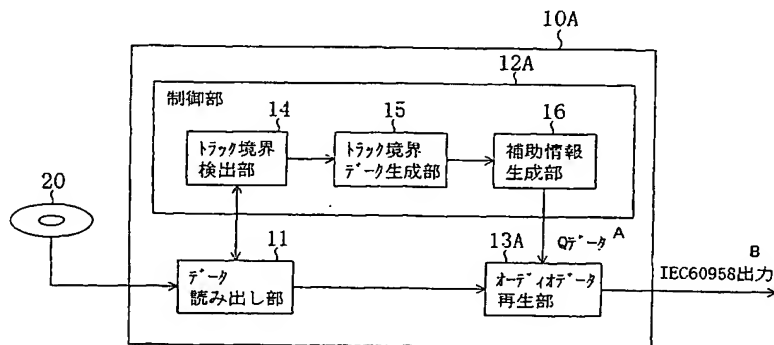 10A
12A
制御部
14
15
16
トラック境界
検出部
トラック境界
データ生成部
補助情報
生成部
20
11
13A
Qデータ
A
B
データ
読み出し部
オーディオデータ
再生部
IEC60958出力